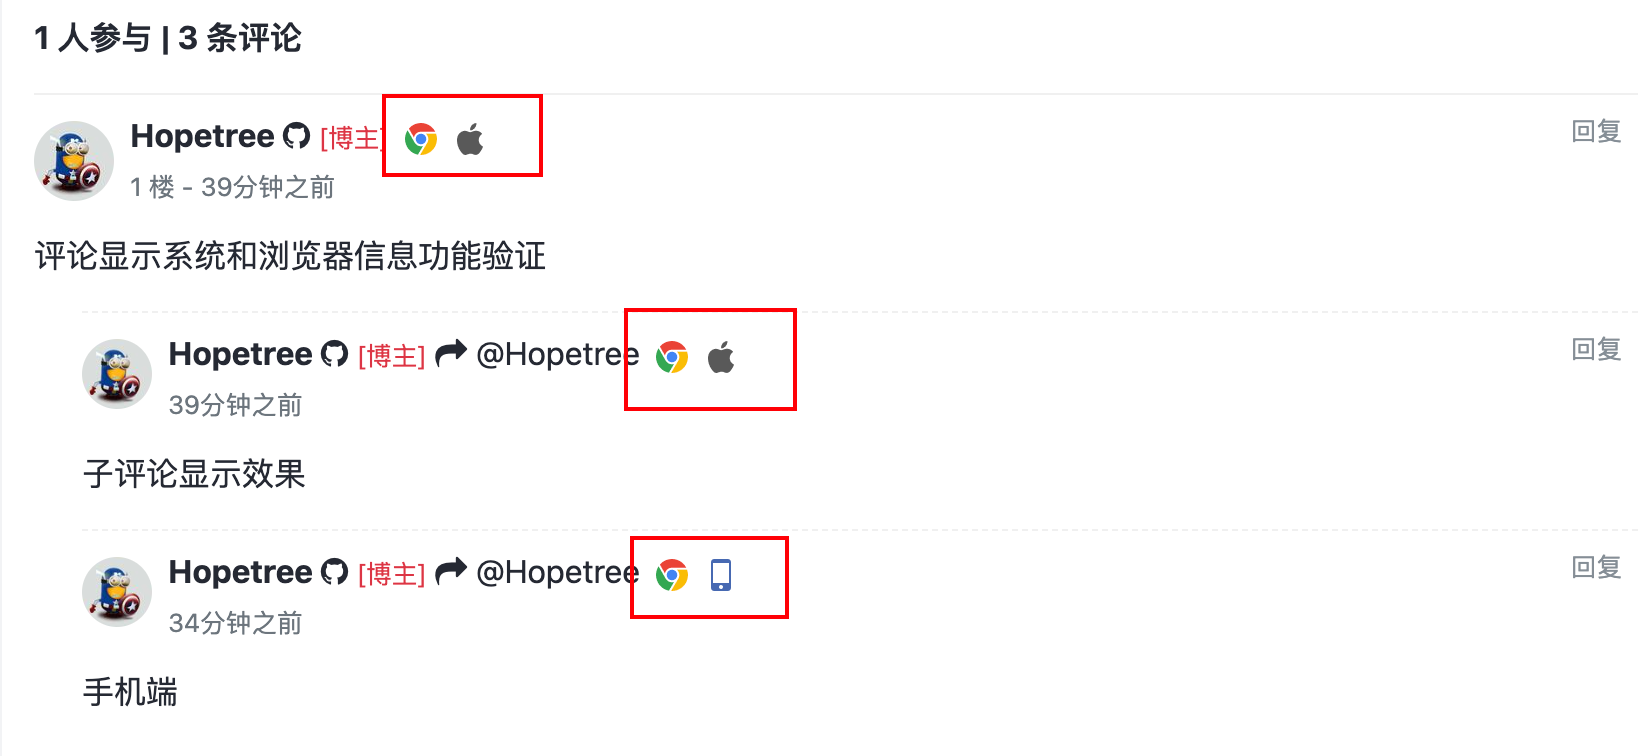 1 人参与 | 3 条评论
Hopetree [博主] 回复
1 楼 - 39分钟之前
评论显示系统和浏览器信息功能验证
Hopetree [博主] @Hopetree 回复
39分钟之前
子评论显示效果
Hopetree [博主] @Hopetree 回复
34分钟之前
手机端